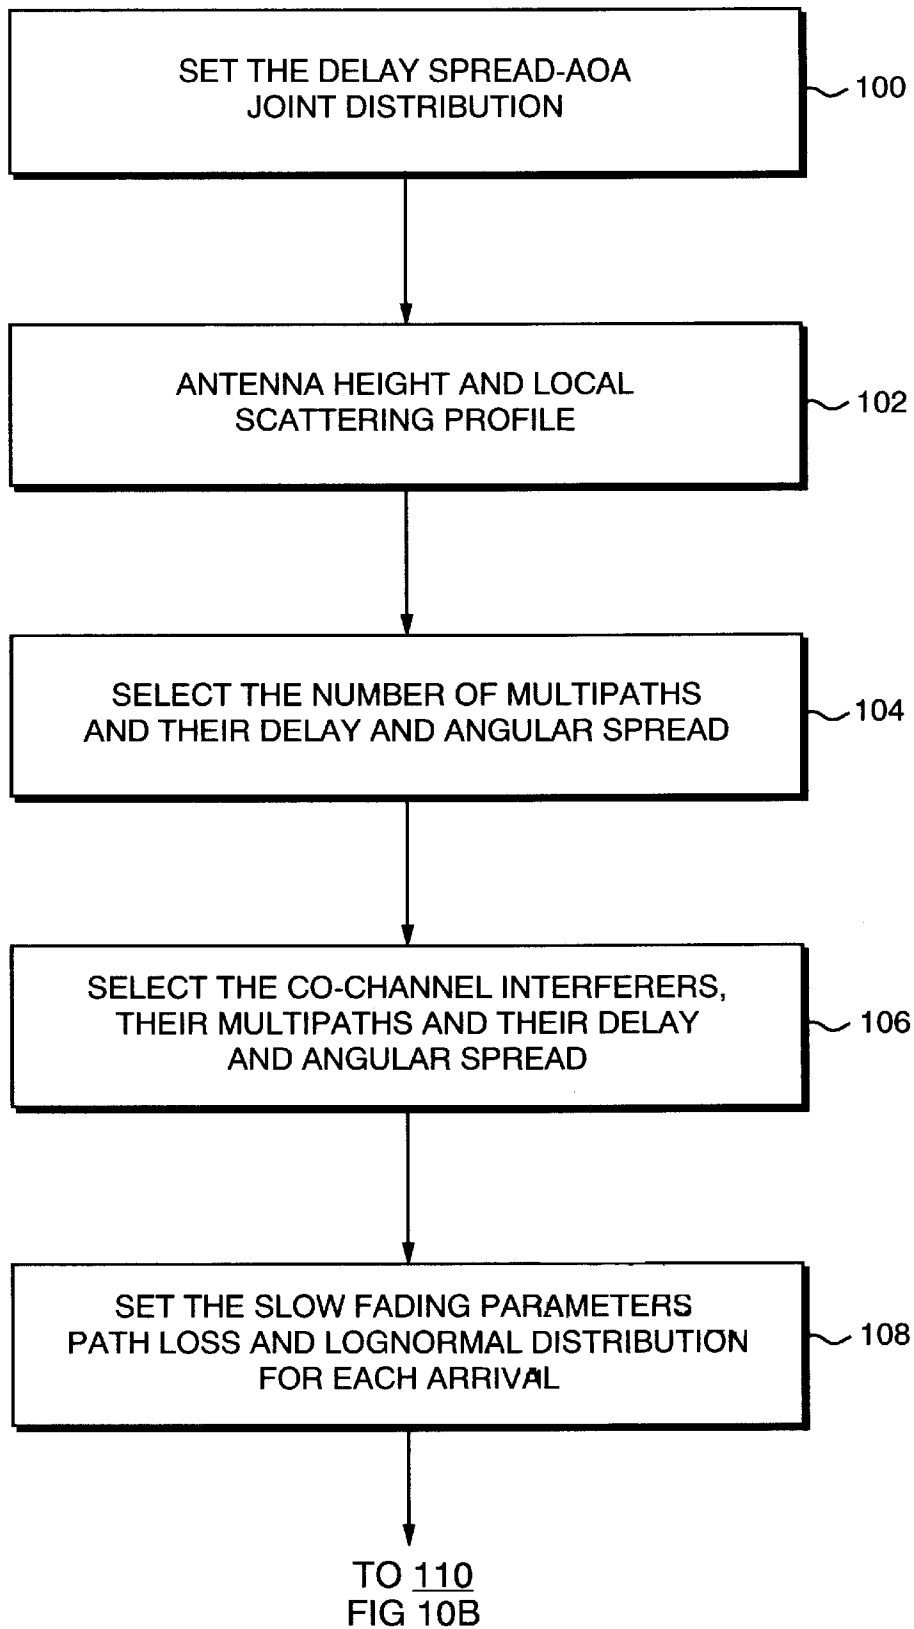 SET THE DELAY SPREAD-AOA
JOINT DISTRIBUTION
100
ANTENNA HEIGHT AND LOCAL
SCATTERING PROFILE
102
SELECT THE NUMBER OF MULTIPATHS
AND THEIR DELAY AND ANGULAR SPREAD
104
SELECT THE CO-CHANNEL INTERFERERS,
THEIR MULTIPATHS AND THEIR DELAY
AND ANGULAR SPREAD
106
SET THE SLOW FADING PARAMETERS
PATH LOSS AND LOGNORMAL DISTRIBUTION
FOR EACH ARRIVAL
108
TO 110
FIG 10B